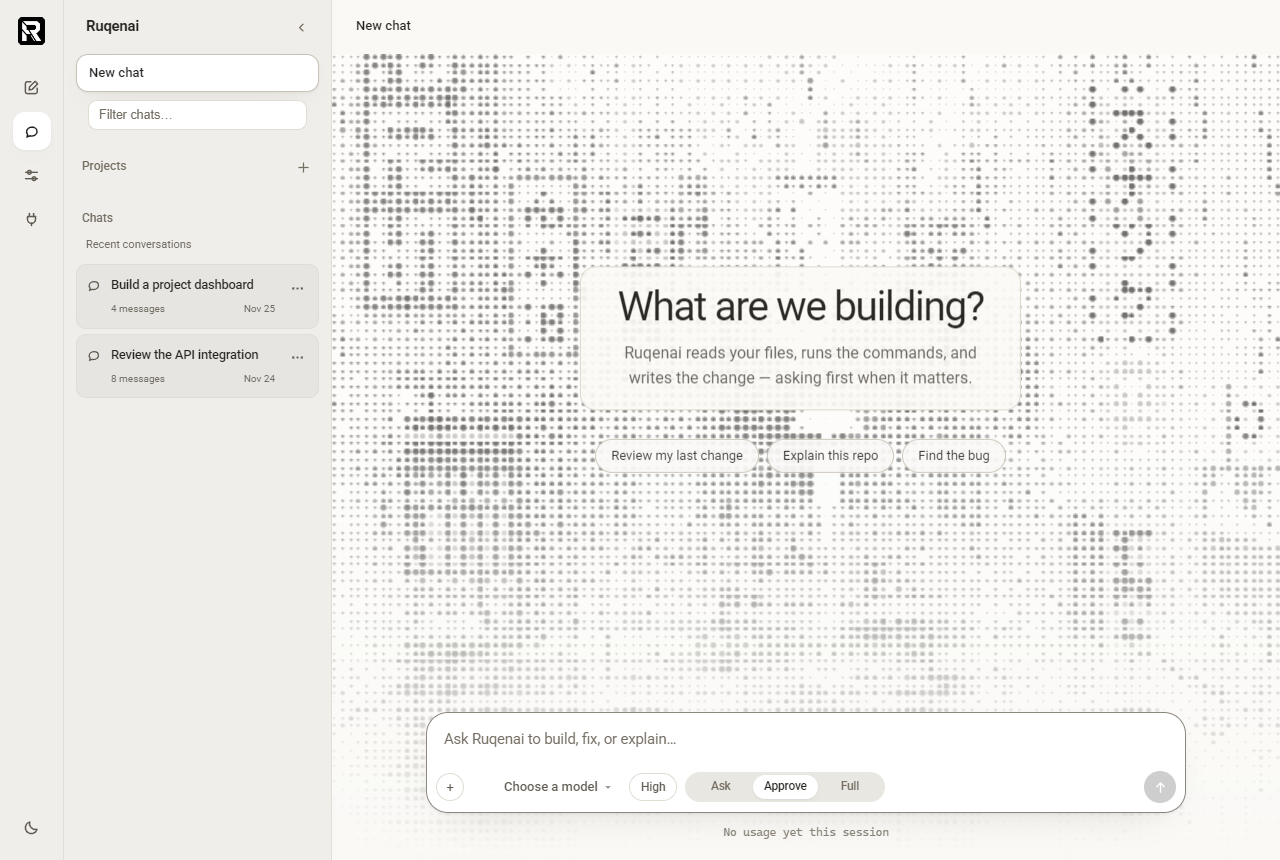 Ruqenai
New chat
Filter chats...
Projects
Chats
Recent conversations
Build a project dashboard
4 messages
Nov 25
Review the API integration
8 messages
Nov 24
New chat
What are we building?
Ruqenai reads your files, runs the commands, and
writes the change — asking first when it matters.
Review my last change
Explain this repo
Find the bug
Ask Ruqenai to build, fix, or explain...
Choose a model
High
Ask
Approve
Full
No usage yet this session